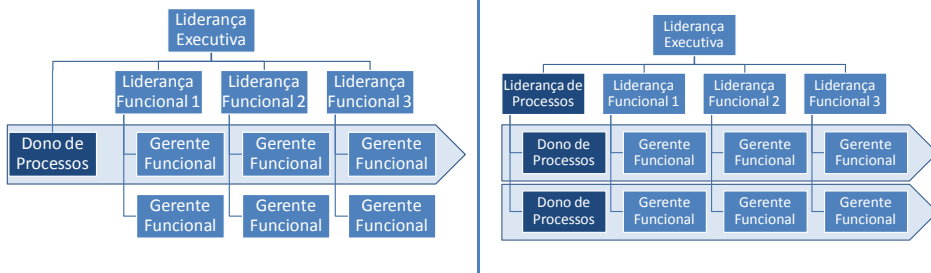 Liderança
Executiva
Liderança
Funcional 1
Liderança
Funcional 2
Liderança
Funcional 3
Dono de
Processos
Gerente
Funcional
Gerente
Funcional
Gerente
Funcional
Gerente
Funcional
Gerente
Funcional
Gerente
Funcional
Liderança
Executiva
Liderança de
Processos
Liderança
Funcional 1
Liderança
Funcional 2
Liderança
Funcional 3
Dono de
Processos
Gerente
Funcional
Gerente
Funcional
Gerente
Funcional
Dono de
Processos
Gerente
Funcional
Gerente
Funcional
Gerente
Funcional